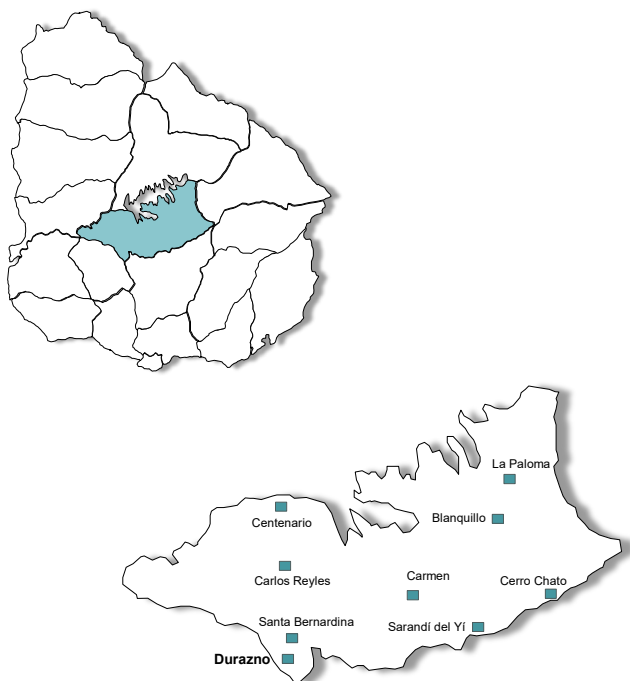 La Paloma
Blanquillo
Centenario
Carlos Reyles
Carmen
Cerro Chato
Santa Bernardina
Sarandí del Yí
Durazno